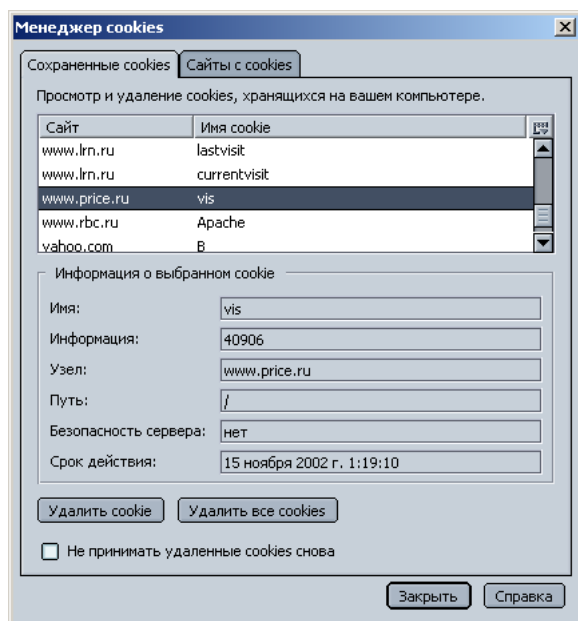 Менеджер cookies
Сохраненные cookies Сайты с cookies
Просмотр и удаление cookies, хранящихся на вашем компьютере.
Сайт Имя cookie
www.lrn.ru lastvisit
www.lrn.ru currentvisit
www.price.ru vis
www.rbc.ru Apache
yahoo.com B
Информация о выбранном cookie
Имя: vis
Информация: 40906
Узел: www.price.ru
Путь: /
Безопасность сервера: нет
Срок действия: 15 ноября 2002 г. 1:19:10
Удалить cookie Удалить все cookies
Не принимать удаленные cookies снова
Закрыть Справка